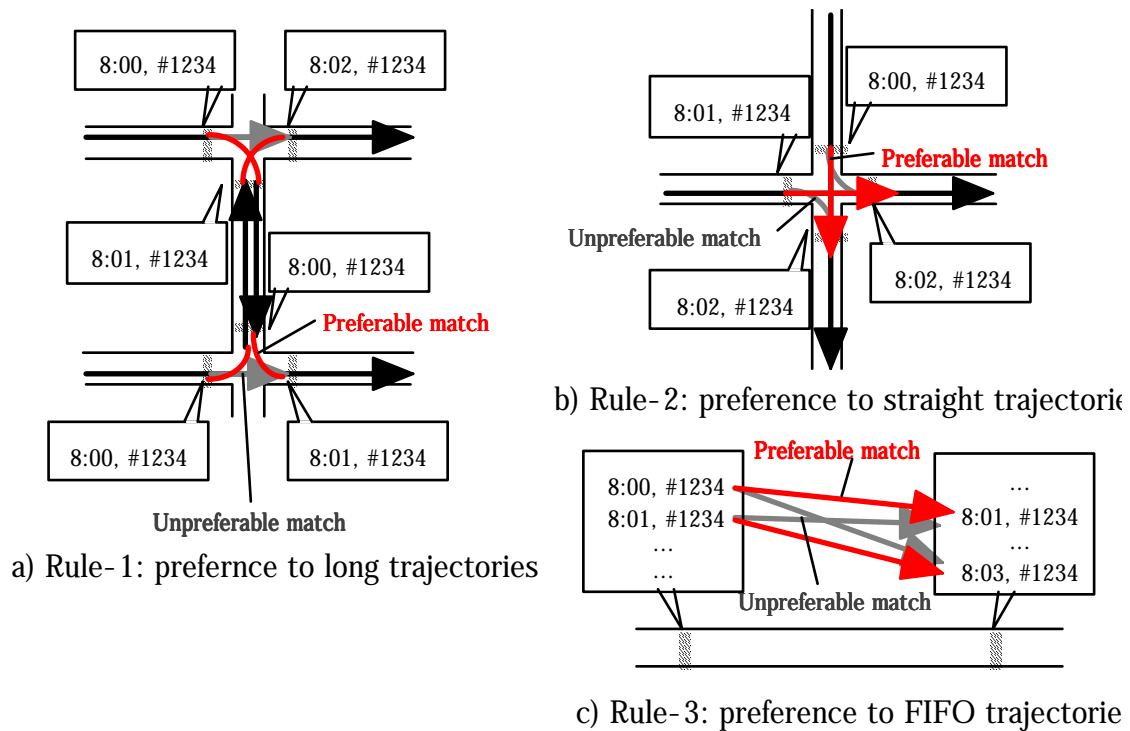 8:00, #1234
8:02, #1234
8:01, #1234
8:00, #1234
Preferable match
8:00, #1234
8:01, #1234
Unpreferable match
a) Rule-1: prefernce to long trajectories
8:00, #1234
8:01, #1234
Preferable match
Unpreferable match
8:02, #1234
8:02, #1234
b) Rule-2: preference to straight trajectorie
Preferable match
8:00, #1234
8:01, #1234
...
...
...
8:01, #1234
...
8:03, #1234
Unpreferable match
c) Rule-3: preference to FIFO trajectorie